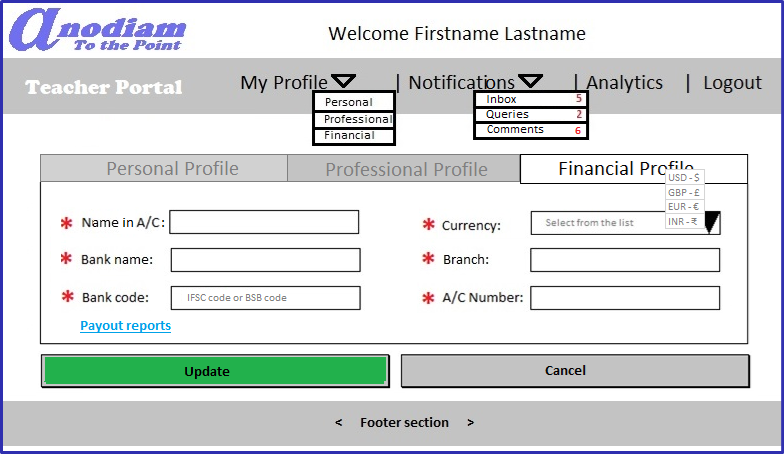 Anodiam
To the Point
Welcome Firstname Lastname
Teacher Portal
My Profile | Notifications | Analytics | Logout
Personal
Professional
Financial
Inbox 5
Queries 2
Comments 6
Personal Profile Professional Profile Financial Profile
USD - $
GBP - £
EUR - €
INR - ₹
* Name in A/C:
* Currency: Select from the list
* Bank name:
* Branch:
* Bank code: IFSC code or BSB code
* A/C Number:
Payout reports
Update Cancel
< Footer section >